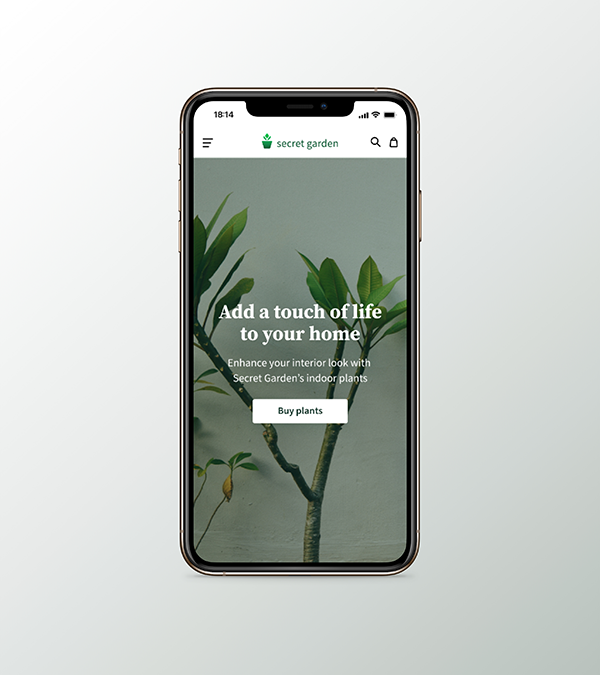 18:14
secret garden
Add a touch of life
to your home
Enhance your interior look with
Secret Garden's indoor plants
Buy plants